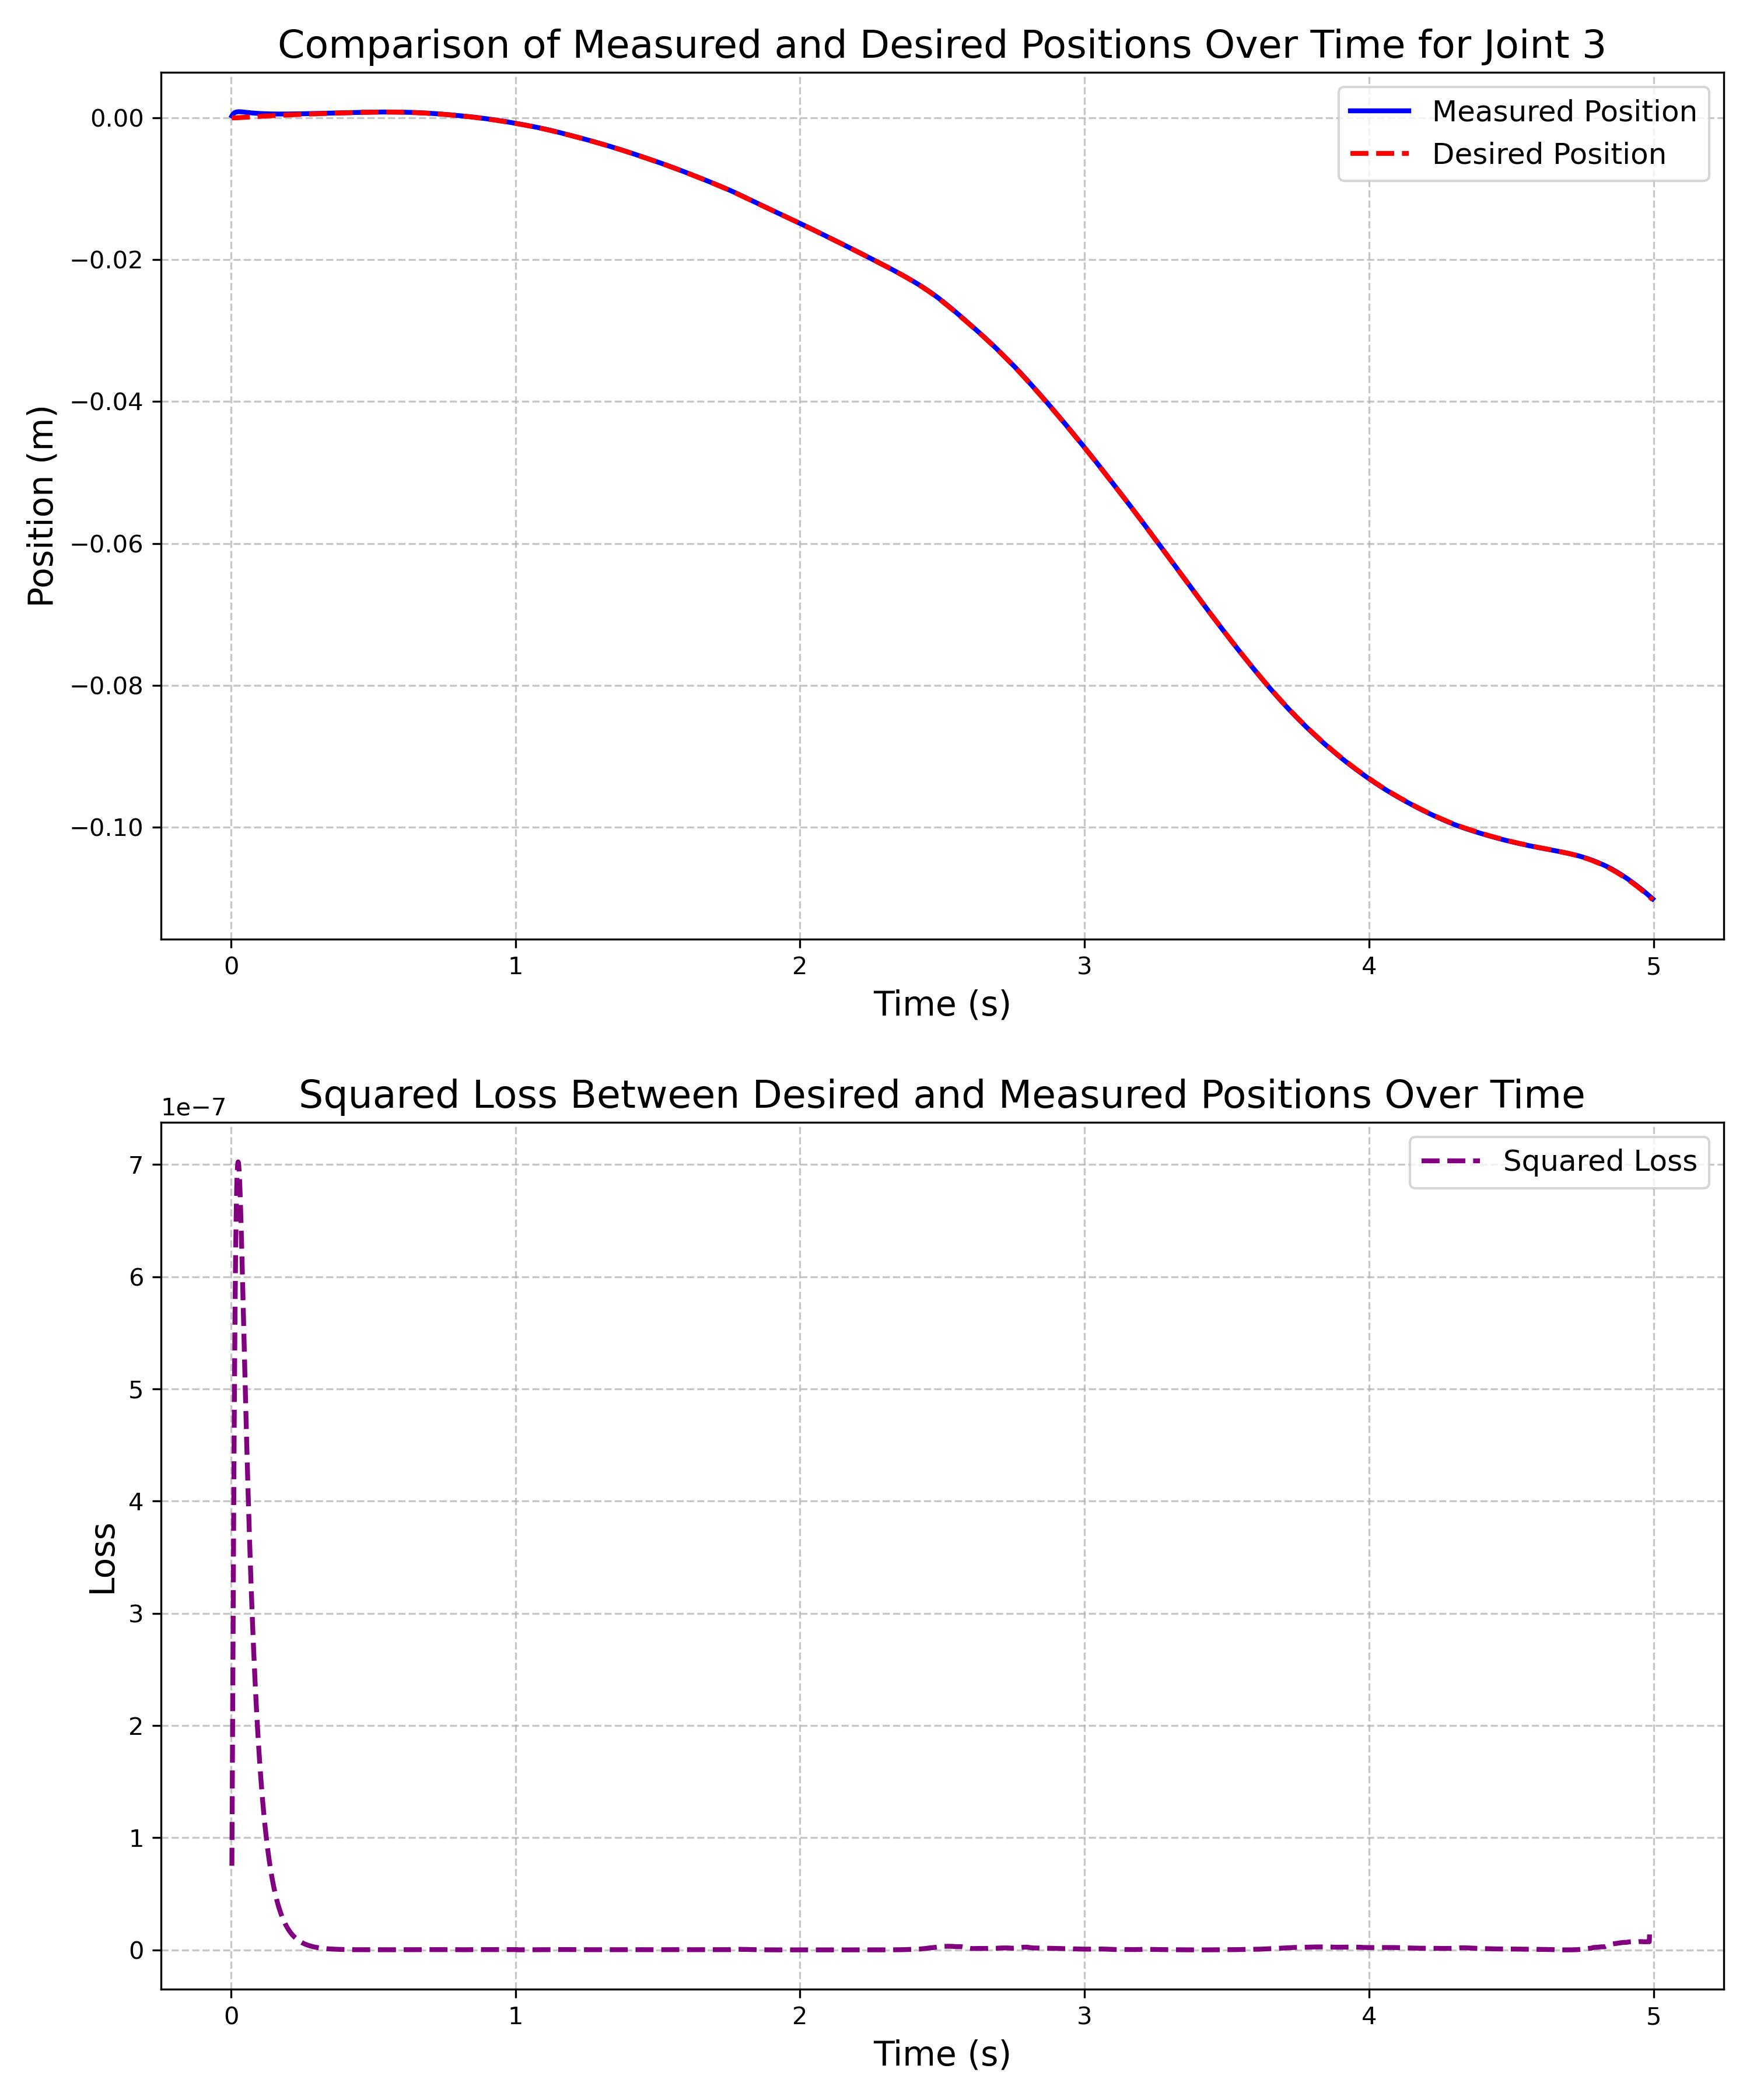 Comparison of Measured and Desired Positions Over Time for Joint 3
Measured Position
Desired Position
0.00
−0.02
−0.04
−0.06
−0.08
−0.10
Position (m)
0
1
2
3
4
5
Time (s)
Squared Loss Between Desired and Measured Positions Over Time
1e−7
Squared Loss
7
6
5
4
3
2
1
0
Loss
0
1
2
3
4
5
Time (s)